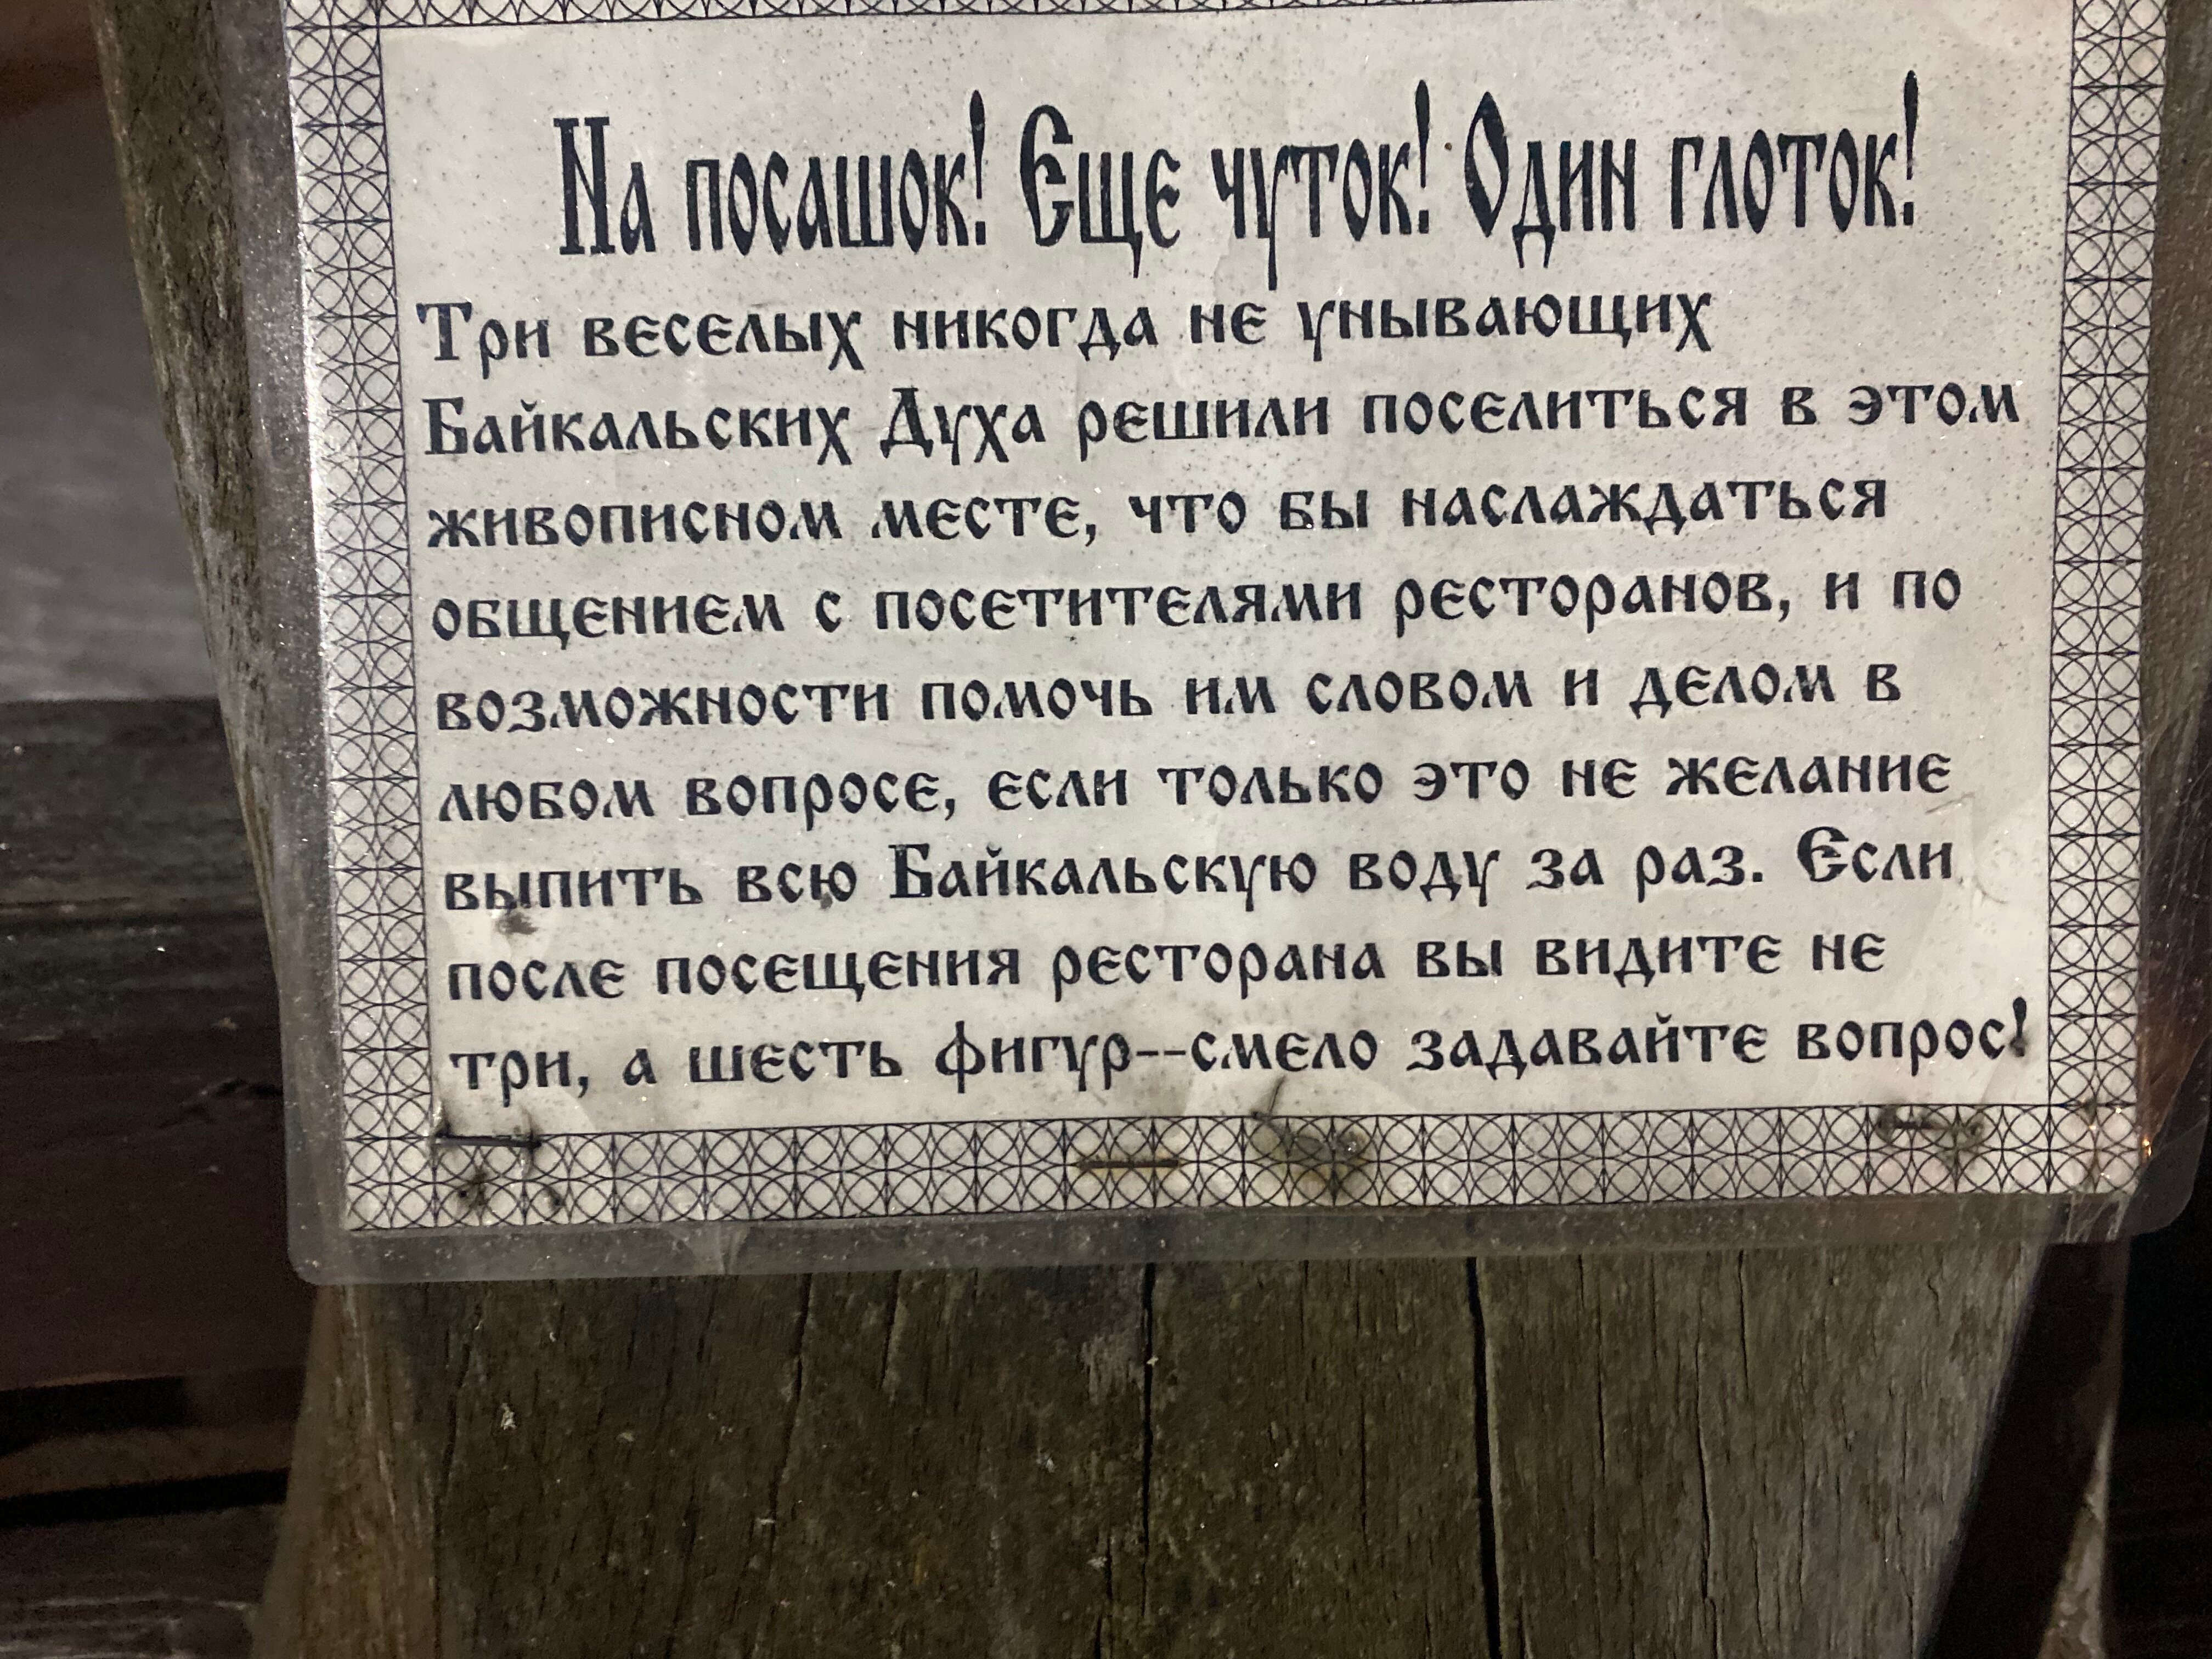 На посашок! Еще чуток! Один глоток!
Три веселых никогда не унывающих
Байкальских Духа решили поселиться в этом
живописном месте, что бы наслаждаться
общением с посетителями ресторанов, и по
возможности помочь им словом и делом в
любом вопросе, если только это не желание
выпить всю Байкальскую воду за раз. Если
после посещения ресторана вы видите не
три, а шесть фигур--смело задавайте вопрос!